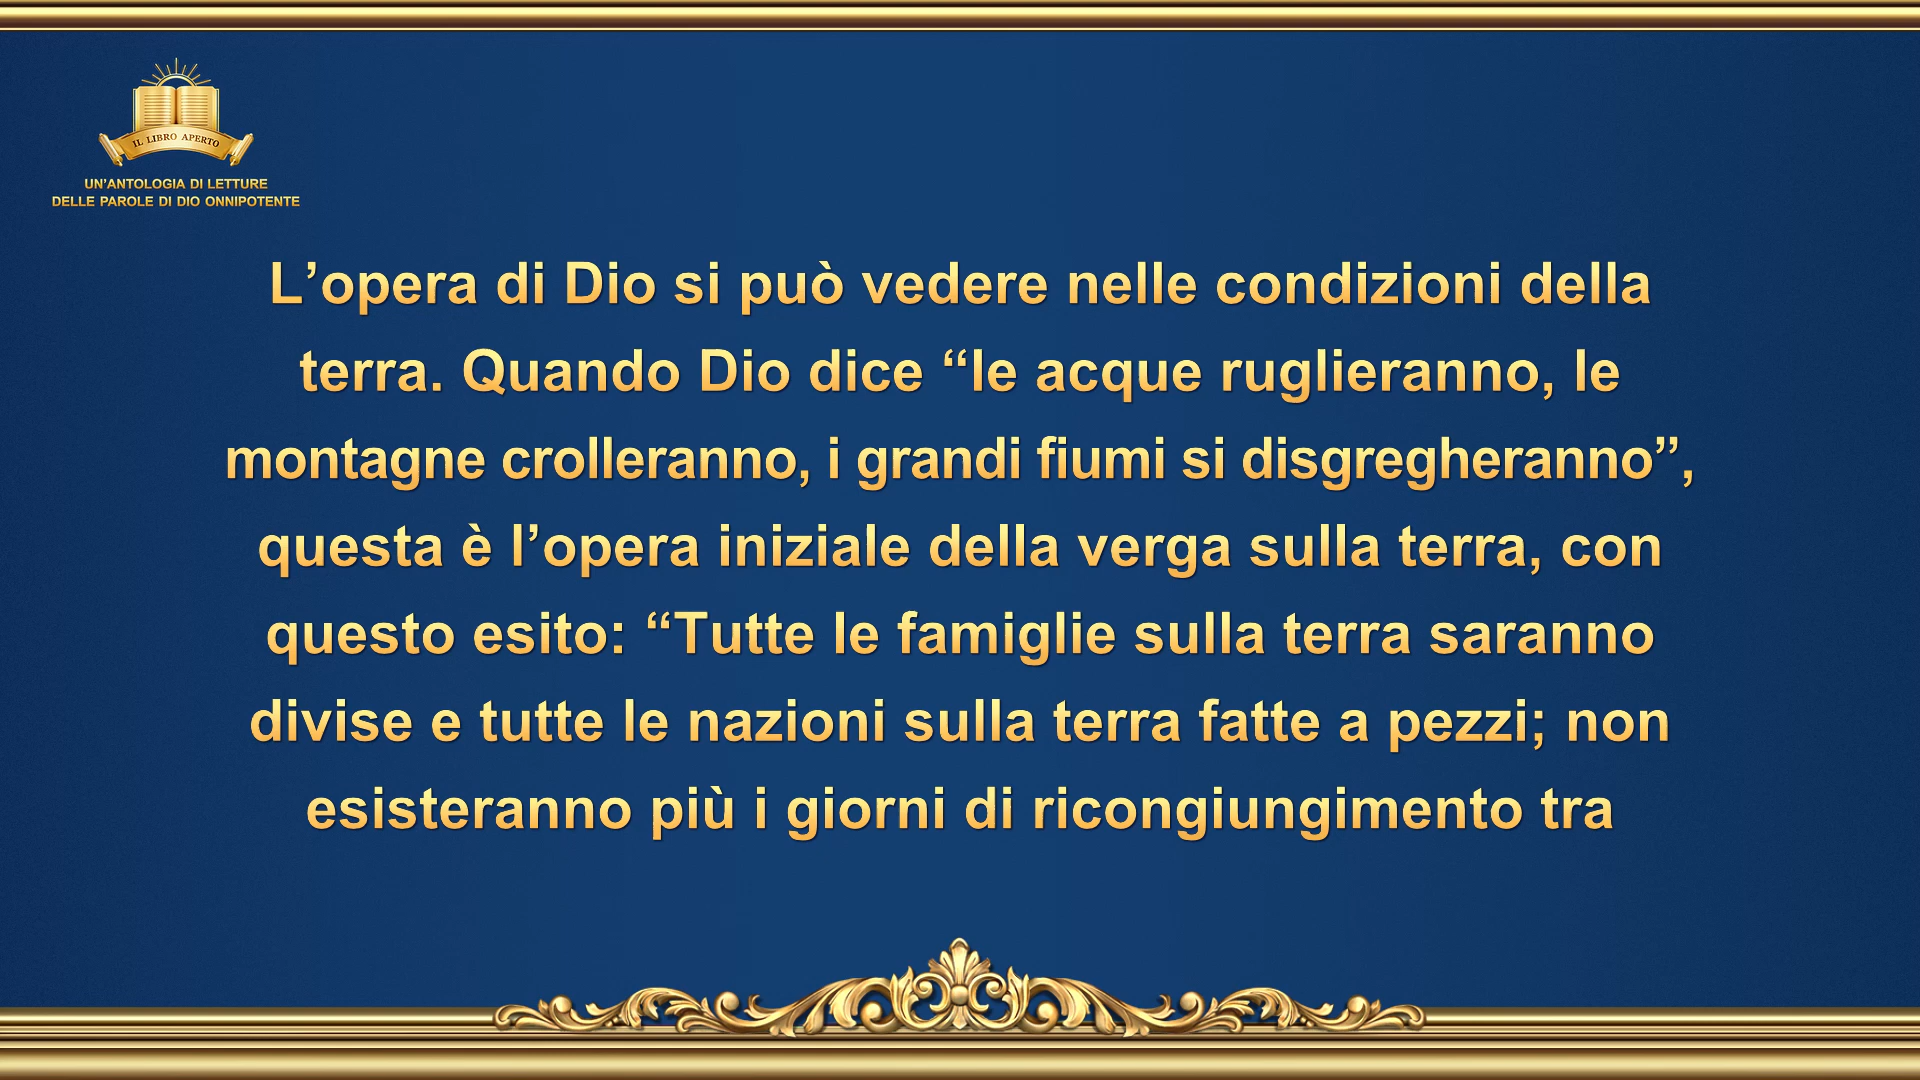 IL LIBRO APERTO
UN’ANTOLOGIA DI LETTURE
DELLE PAROLE DI DIO ONNIPOTENTE
L’opera di Dio si può vedere nelle condizioni della
terra. Quando Dio dice “le acque ruglieranno, le
montagne crolleranno, i grandi fiumi si disgregheranno”,
questa è l’opera iniziale della verga sulla terra, con
questo esito: “Tutte le famiglie sulla terra saranno
divise e tutte le nazioni sulla terra fatte a pezzi; non
esisteranno più i giorni di ricongiungimento tra